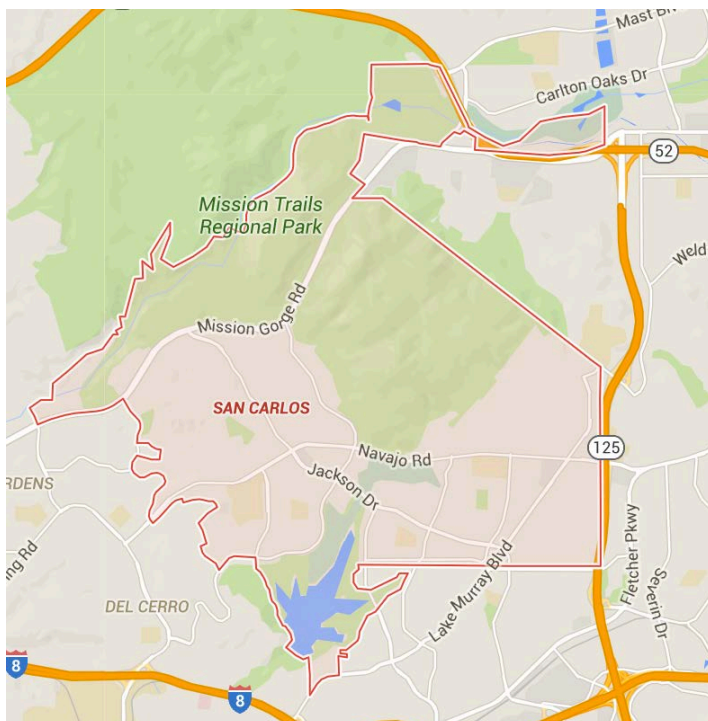 Mast Bl
Carlton Oaks Dr
52
Mission Trails
Regional Park
Weld
Mission Gorge Rd
SAN CARLOS
125
Navajo Rd
Jackson Dr
RDENS
Fletcher Pkwy
Severin Dr
ing Rd
Lake Murray Blvd
DEL CERRO
8
8